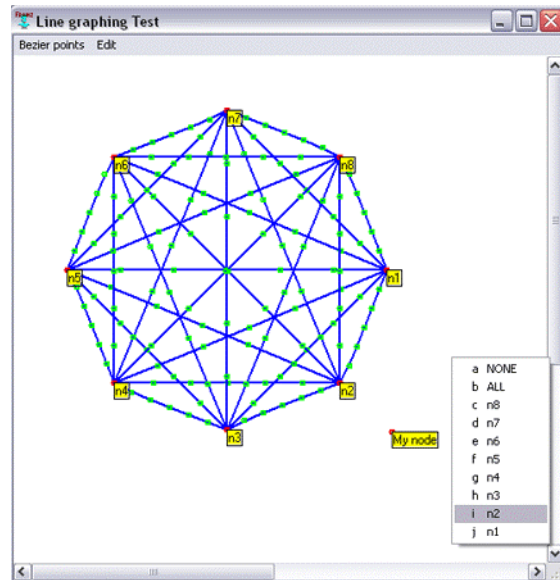 Line graphing Test
Bezier points Edit
n7
n6
n8
n5
n1
n4
n2
n3
My node
a NONE
b ALL
c n8
d n7
e n6
f n5
g n4
h n3
i n2
j n1